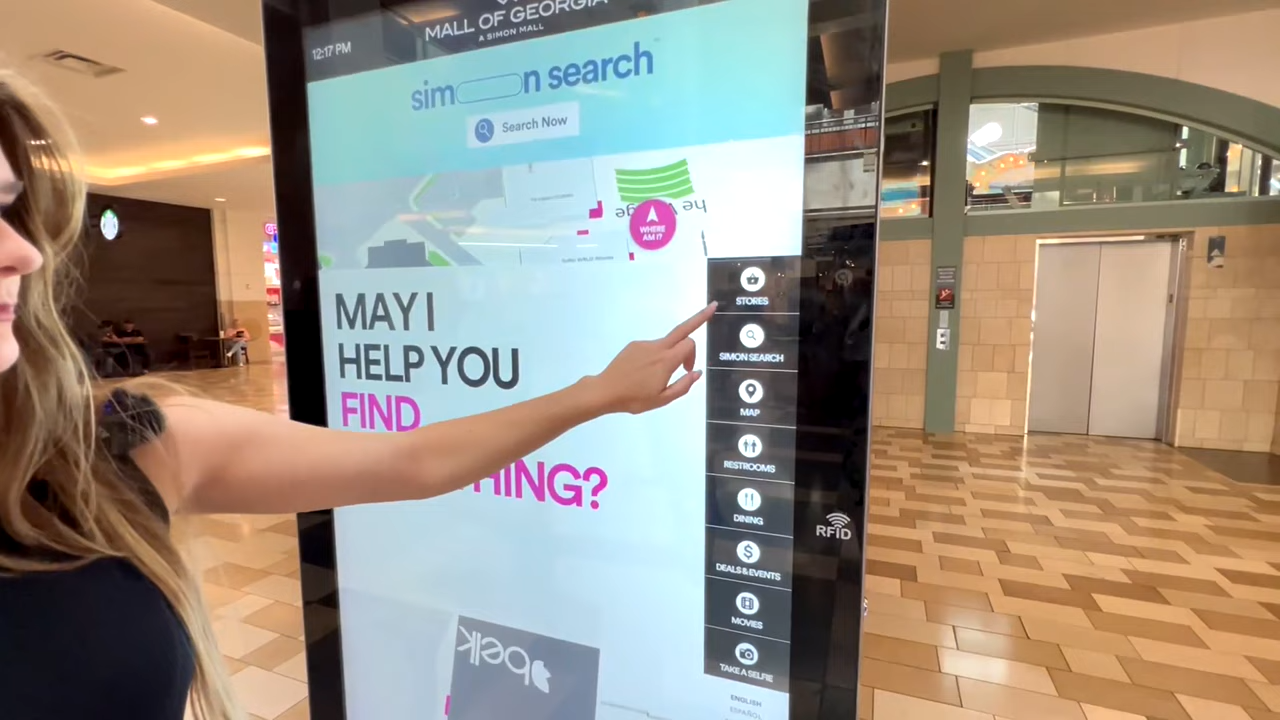 MALL OF GEORGIA
A SIMON MALL
12:17 PM
simon search
Search Now
WHERE
AM I?
MAY I
HELP YOU
FIND
HING?
STORES
SIMON SEARCH
MAP
RESTROOMS
DINING
DEALS & EVENTS
MOVIES
TAKE A SELFIE
ENGLISH
ESPAÑOL
belk
RFID